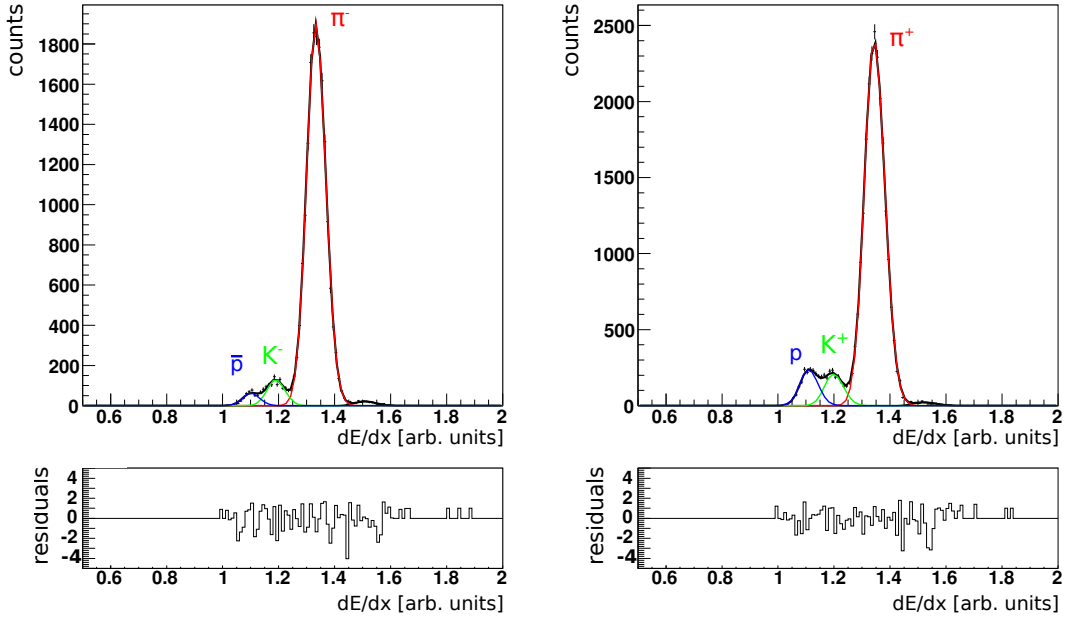 counts
1800
1600
1400
1200
1000
800
600
400
200
0
π-
K-
p̅
0.6 0.8 1 1.2 1.4 1.6 1.8 2
dE/dx [arb. units]
residuals
4
2
0
-2
-4
0.6 0.8 1 1.2 1.4 1.6 1.8 2
dE/dx [arb. units]
counts
2500
2000
1500
1000
500
0
π+
K+
p
0.6 0.8 1 1.2 1.4 1.6 1.8 2
dE/dx [arb. units]
residuals
4
2
0
-2
-4
0.6 0.8 1 1.2 1.4 1.6 1.8 2
dE/dx [arb. units]